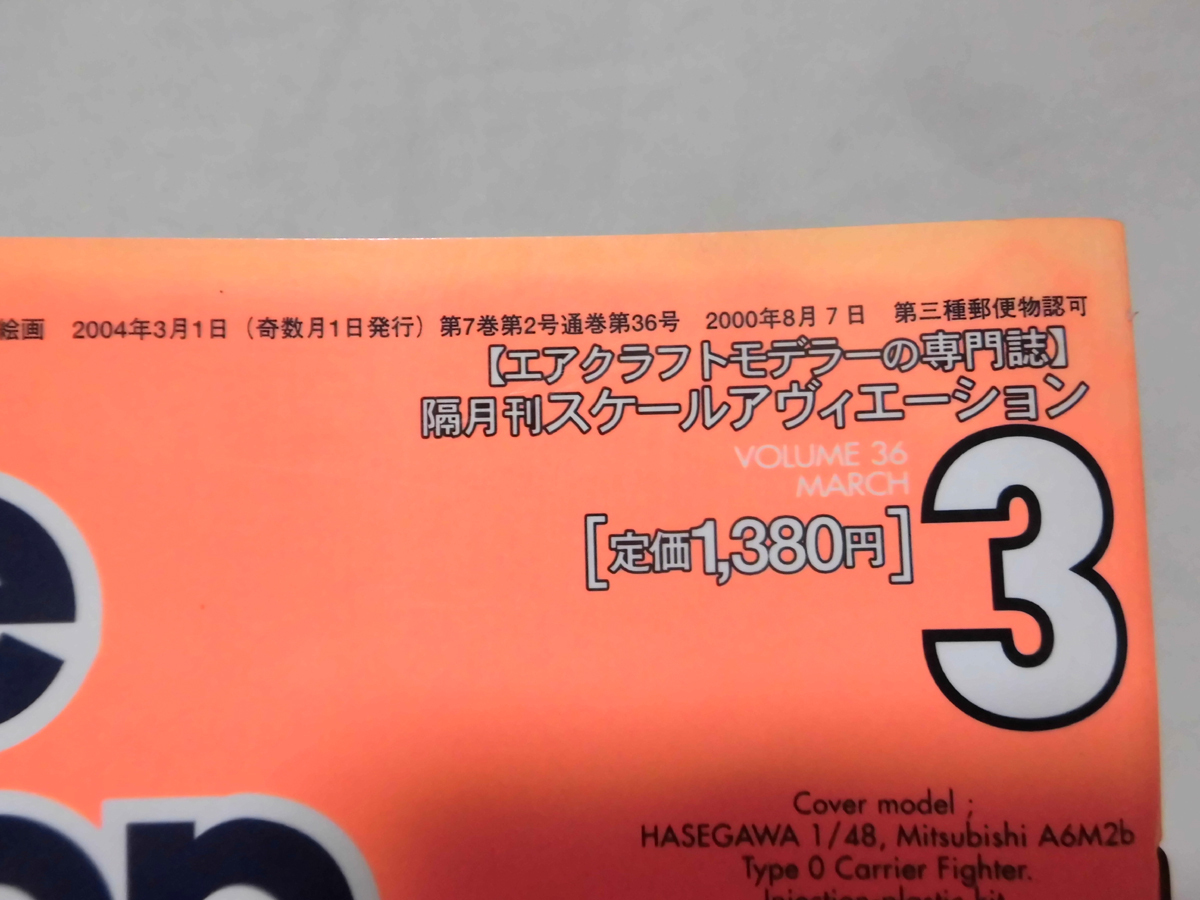 絵画 2004年3月1日（奇数月1日発行）第7巻第2号通巻第36号 2000年8月7日 第三種郵便物認可
【エアクラフトモデラーの専門誌】
隔月刊スケールアヴィエーション
VOLUME 36
MARCH
3
[定価1,380円]
e
on
Cover model ;
HASEGAWA 1/48, Mitsubishi A6M2b
Type 0 Carrier Fighter.
Injection-plastic kit